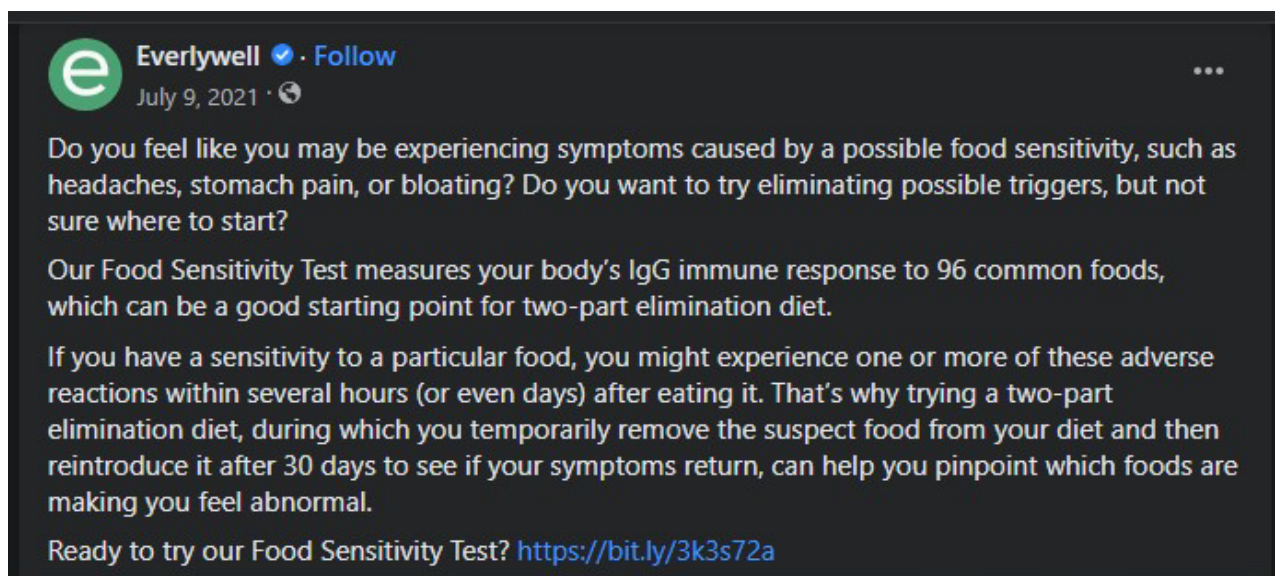 e
Everlywell · Follow
July 9, 2021 ·
Do you feel like you may be experiencing symptoms caused by a possible food sensitivity, such as
headaches, stomach pain, or bloating? Do you want to try eliminating possible triggers, but not
sure where to start?
Our Food Sensitivity Test measures your body's IgG immune response to 96 common foods,
which can be a good starting point for two-part elimination diet.
If you have a sensitivity to a particular food, you might experience one or more of these adverse
reactions within several hours (or even days) after eating it. That's why trying a two-part
elimination diet, during which you temporarily remove the suspect food from your diet and then
reintroduce it after 30 days to see if your symptoms return, can help you pinpoint which foods are
making you feel abnormal.
Ready to try our Food Sensitivity Test? https://bit.ly/3k3s72a